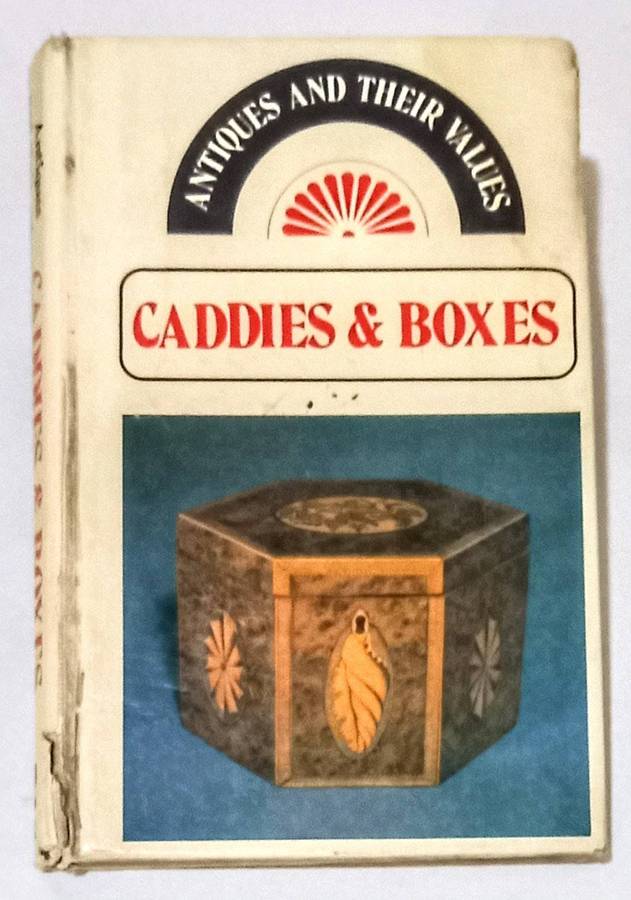 ANTIQUES AND THEIR VALUES
CADDIES & BOXES
CADDIES & BOXES